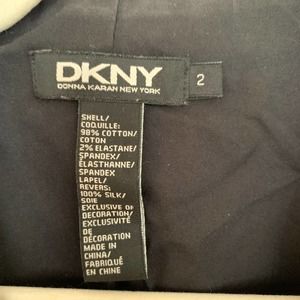 DKNY
DONNA KARAN NEW YORK
2
SHELL/
COQUILLE:
98% COTTON/
COTON
2% ELASTANE/
SPANDEX/
ÉLASTHANNE/
SPANDEX
LAPEL/
REVERS:
100% SILK/
SOIE
EXCLUSIVE OF
DECORATION/
EXCLUSIVITÉ
DE
DÉCORATION
MADE IN
CHINA/
FABRIQUÉ
EN CHINE